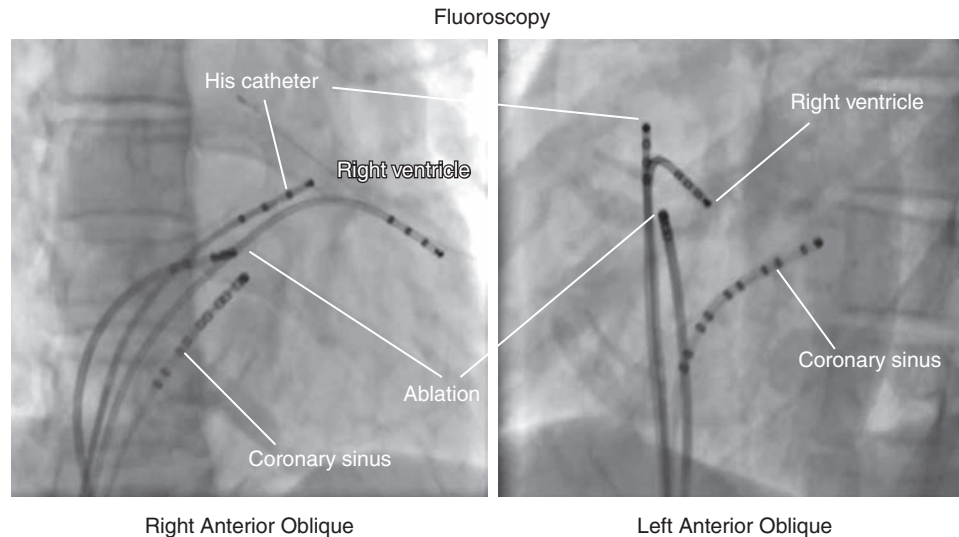 Fluoroscopy
His catheter
Right ventricle
Right ventricle
Coronary sinus
Ablation
Coronary sinus
Right Anterior Oblique
Left Anterior Oblique